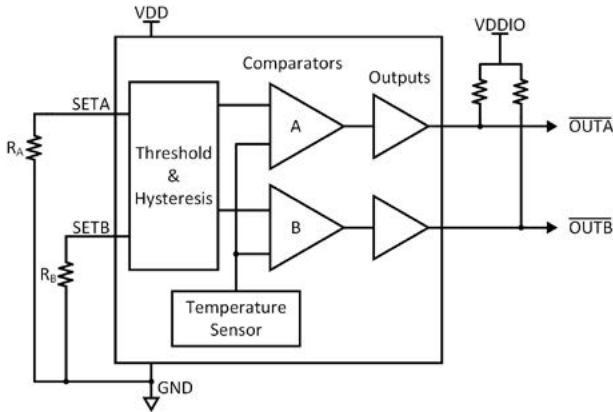 VDD
VDDIO
Comparators
Outputs
SETA
A
OUTA
RA
Threshold
&
Hysteresis
SETB
B
OUTB
RB
Temperature
Sensor
GND